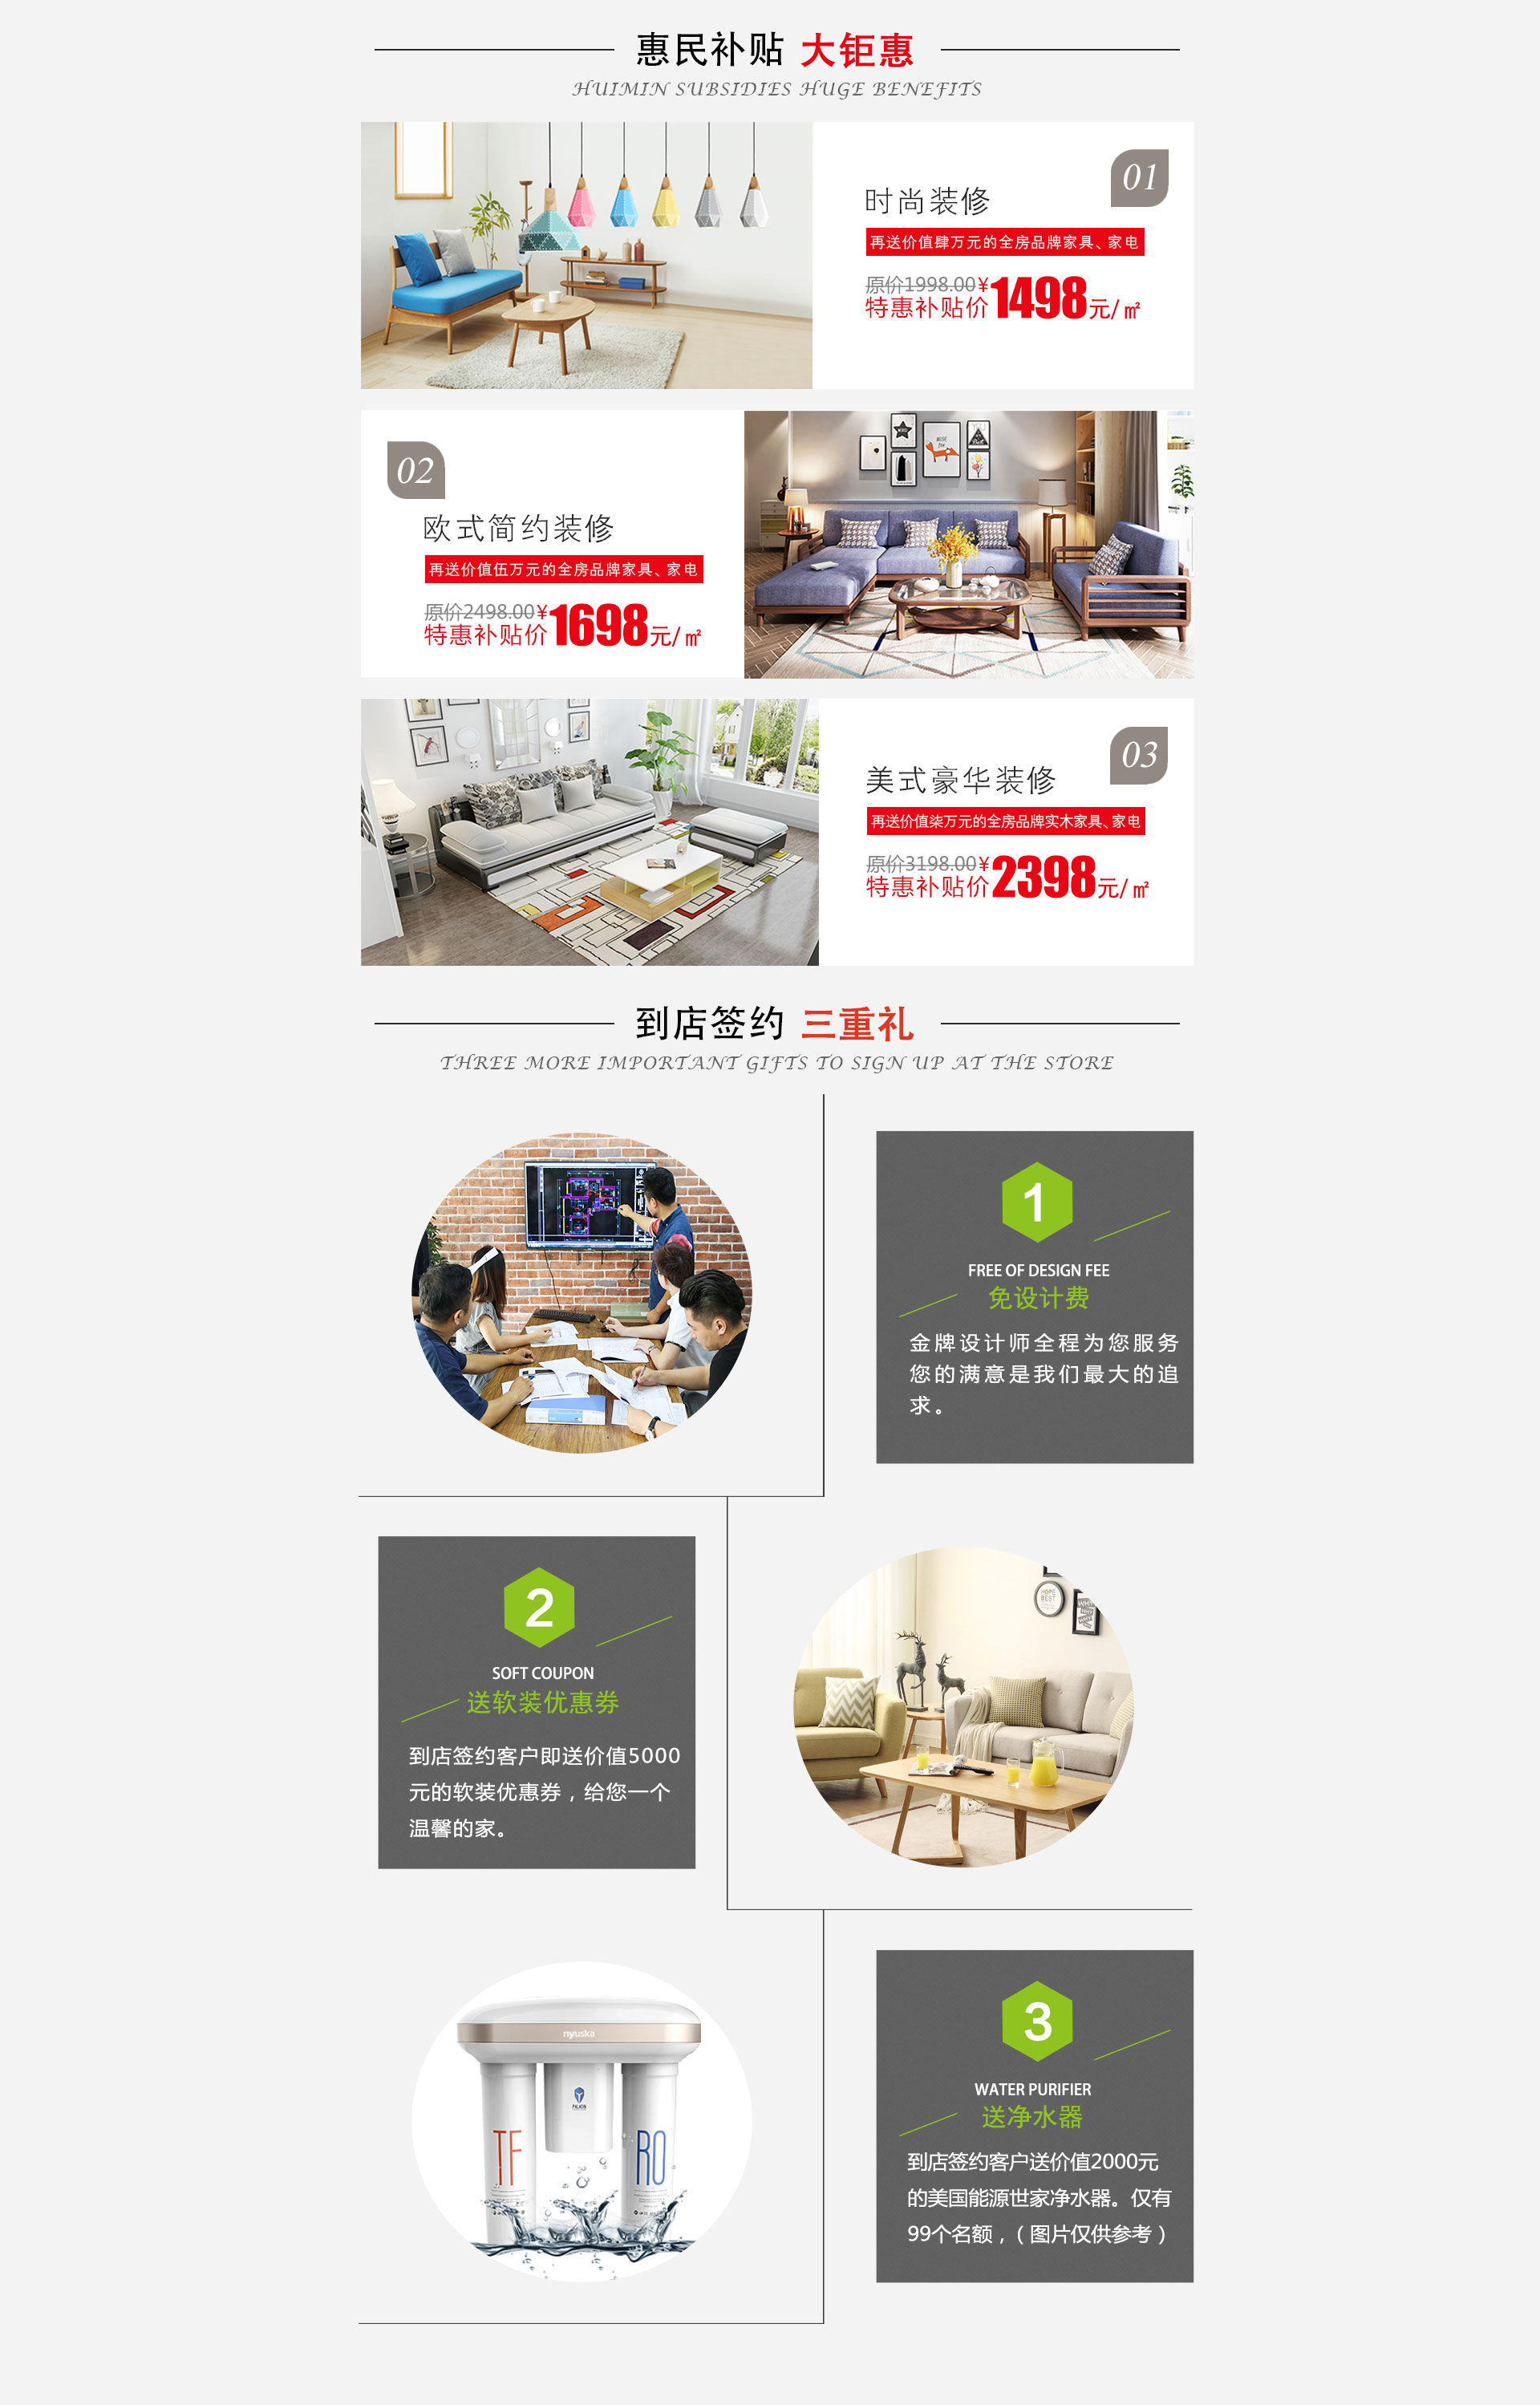 惠民补贴 大钜惠
HUIMIN SUBSIDIES HUGE BENEFITS
01
时尚装修
再送价值肆万元的全房品牌家具、家电
原价1998.00¥
特惠补贴价1498元/㎡
02
欧式简约装修
再送价值伍万元的全房品牌家具、家电
原价2498.00¥
特惠补贴价1698元/㎡
03
美式豪华装修
再送价值柒万元的全房品牌实木家具、家电
原价3198.00¥
特惠补贴价2398元/㎡
到店签约 三重礼
THREE MORE IMPORTANT GIFTS TO SIGN UP AT THE STORE
1
FREE OF DESIGN FEE
免设计费
金牌设计师全程为您服务
您的满意是我们最大的追
求。
2
SOFT COUPON
送软装优惠券
到店签约客户即送价值5000
元的软装优惠券，给您一个
温馨的家。
HOME
BEST
nyuska
TF
RO
3
WATER PURIFIER
送净水器
到店签约客户送价值2000元
的美国能源世家净水器。仅有
99个名额，（图片仅供参考）